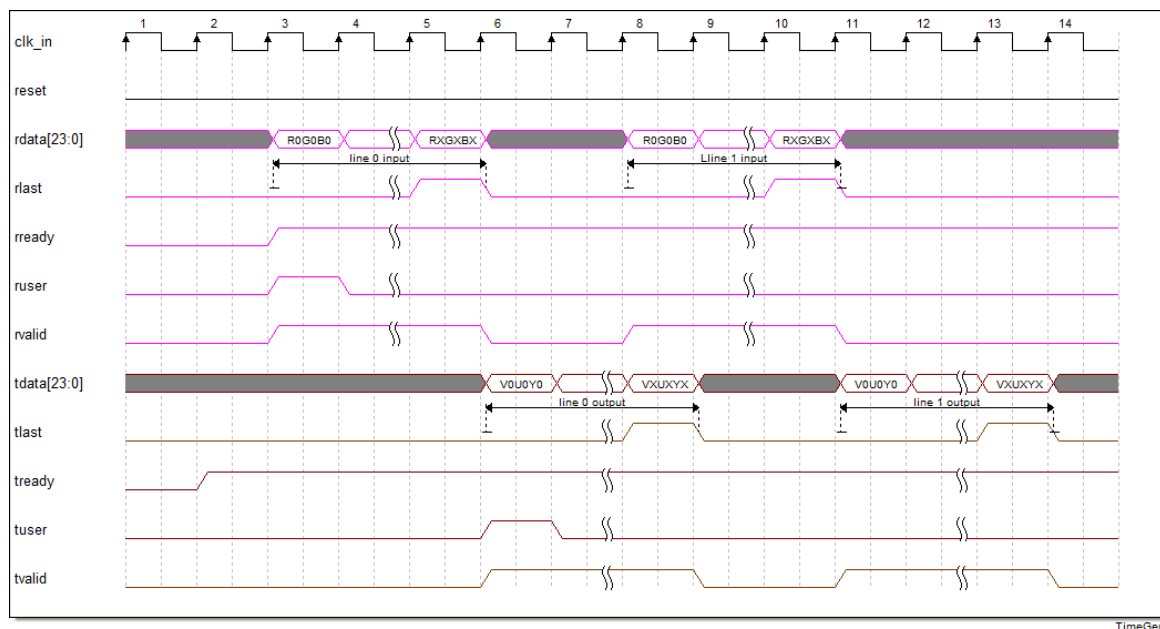 1 2 3 4 5 6 7 8 9 10 11 12 13 14
clk_in
reset
rdata[23:0] R0G0B0 RXGXBX R0G0B0 RXGXBX
line 0 input Lline 1 input
rlast
rready
ruser
rvalid
tdata[23:0] V0U0Y0 VXUXYX V0U0Y0 VXUXYX
line 0 output line 1 output
tlast
tready
tuser
tvalid
TimeGen